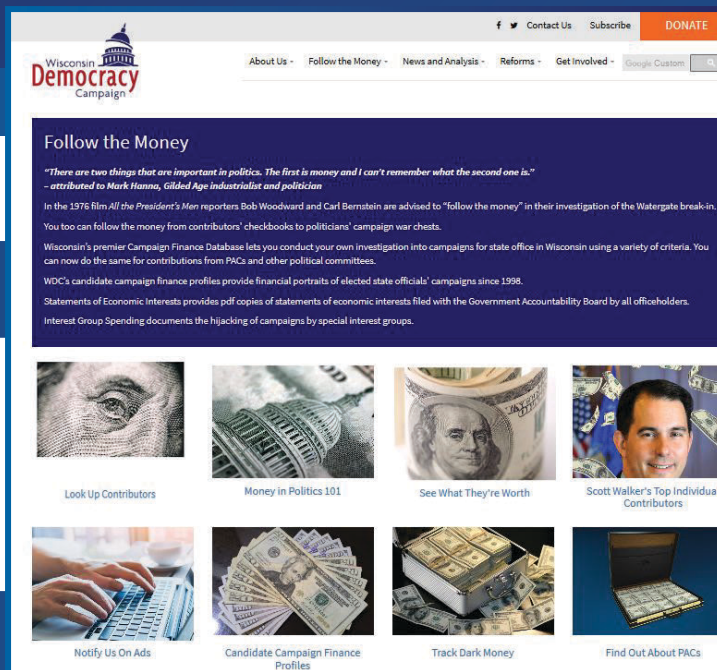 Contact Us Subscribe DONATE
Wisconsin
Democracy
Campaign
About Us - Follow the Money - News and Analysis - Reforms - Get Involved - Google Custom
Follow the Money
“There are two things that are important in politics. The first is money and I can't remember what the second one is.”
– attributed to Mark Hanna, Gilded Age industrialist and politician
In the 1976 film All the President's Men reporters Bob Woodward and Carl Bernstein are advised to “follow the money” in their investigation of the Watergate break-in.
You too can follow the money from contributors' checkbooks to politicians' campaign war chests.
Wisconsin's premier Campaign Finance Database lets you conduct your own investigation into campaigns for state office in Wisconsin using a variety of criteria. You
can now do the same for contributions from PACs and other political committees.
WDC's candidate campaign finance profiles provide financial portraits of elected state officials' campaigns since 1998.
Statements of Economic Interests provides pdf copies of statements of economic interests filed with the Government Accountability Board by all officeholders.
Interest Group Spending documents the hijacking of campaigns by special interest groups.
Look Up Contributors
Money in Politics 101
See What They're Worth
Scott Walker's Top Individua
Contributors
Notify Us On Ads
Candidate Campaign Finance
Profiles
Track Dark Money
Find Out About PACs